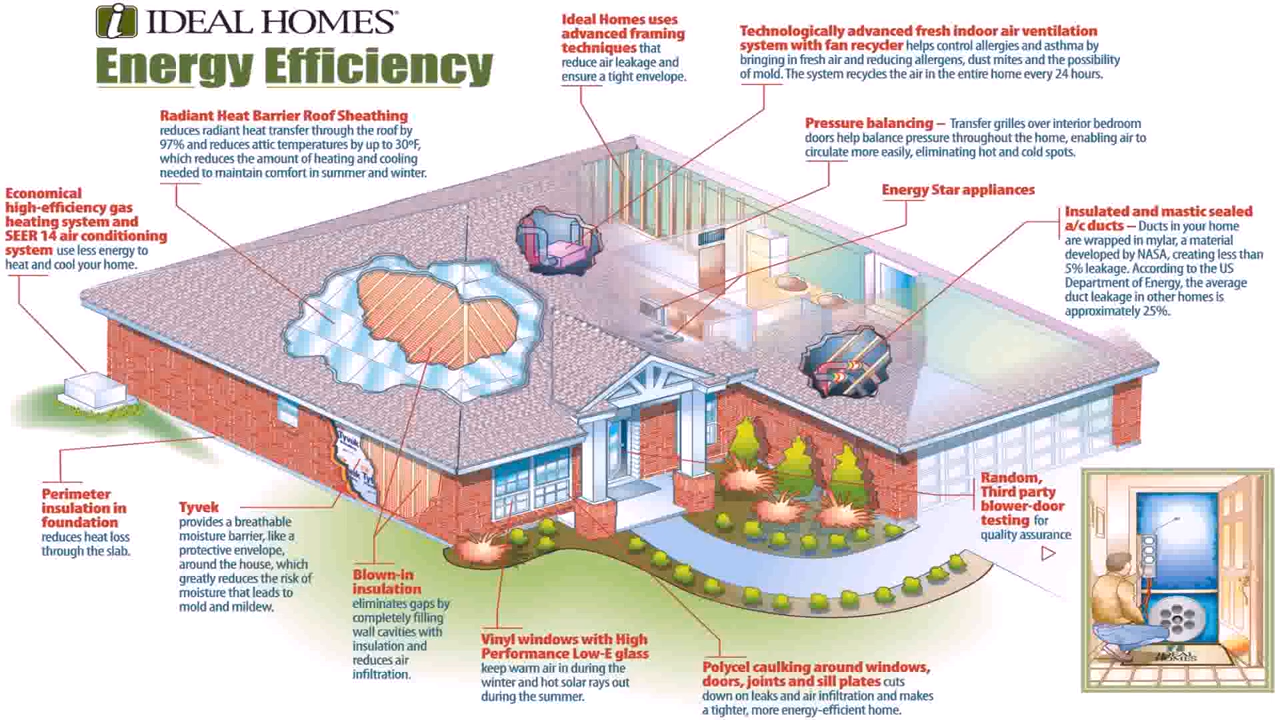 i IDEAL HOMES®
Energy Efficiency
Ideal Homes uses
advanced framing
techniques that
reduce air leakage and
ensure a tight envelope.
Technologically advanced fresh indoor air ventilation
system with fan recycler helps control allergies and asthma by
bringing in fresh air and reducing allergens, dust mites and the possibility
of mold. The system recycles the air in the entire home every 24 hours.
Radiant Heat Barrier Roof Sheathing
reduces radiant heat transfer through the roof by
97% and reduces attic temperatures by up to 30ºF,
which reduces the amount of heating and cooling
needed to maintain comfort in summer and winter.
Pressure balancing – Transfer grilles over interior bedroom
doors help balance pressure throughout the home, enabling air to
circulate more easily, eliminating hot and cold spots.
Energy Star appliances
Economical
high-efficiency gas
heating system and
SEER 14 air conditioning
system use less energy to
heat and cool your home.
Insulated and mastic sealed
a/c ducts – Ducts in your home
are wrapped in mylar, a material
developed by NASA, creating less than
5% leakage. According to the US
Department of Energy, the average
duct leakage in other homes is
approximately 25%.
Tyvek
Tyvek
Perimeter
insulation in
foundation
reduces heat loss
through the slab.
Tyvek
provides a breathable
moisture barrier, like a
protective envelope,
around the house, which
greatly reduces the risk of
moisture that leads to
mold and mildew.
Blown-in
insulation
eliminates gaps by
completely filling
wall cavities with
insulation and
reduces air
infiltration.
Vinyl windows with High
Performance Low-E glass
keep warm air in during the
winter and hot solar rays out
during the summer.
Polycel caulking around windows,
doors, joints and sill plates cuts
down on leaks and air infiltration and makes
a tighter, more energy-efficient home.
Random,
Third party
blower-door
testing for
quality assurance
IDEAL
HOMES